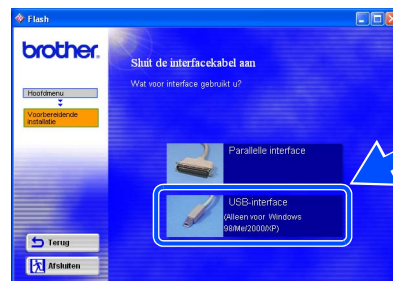 Flash
brother.
Sluit de interfacekabel aan
Wat voor interface gebruikt u?
Hoofdmenu
Voorbereidende
installatie
Parallelle interface
USB-interface
(Alleen voor Windows
98/Me/2000/XP)
Terug
Afsluiten